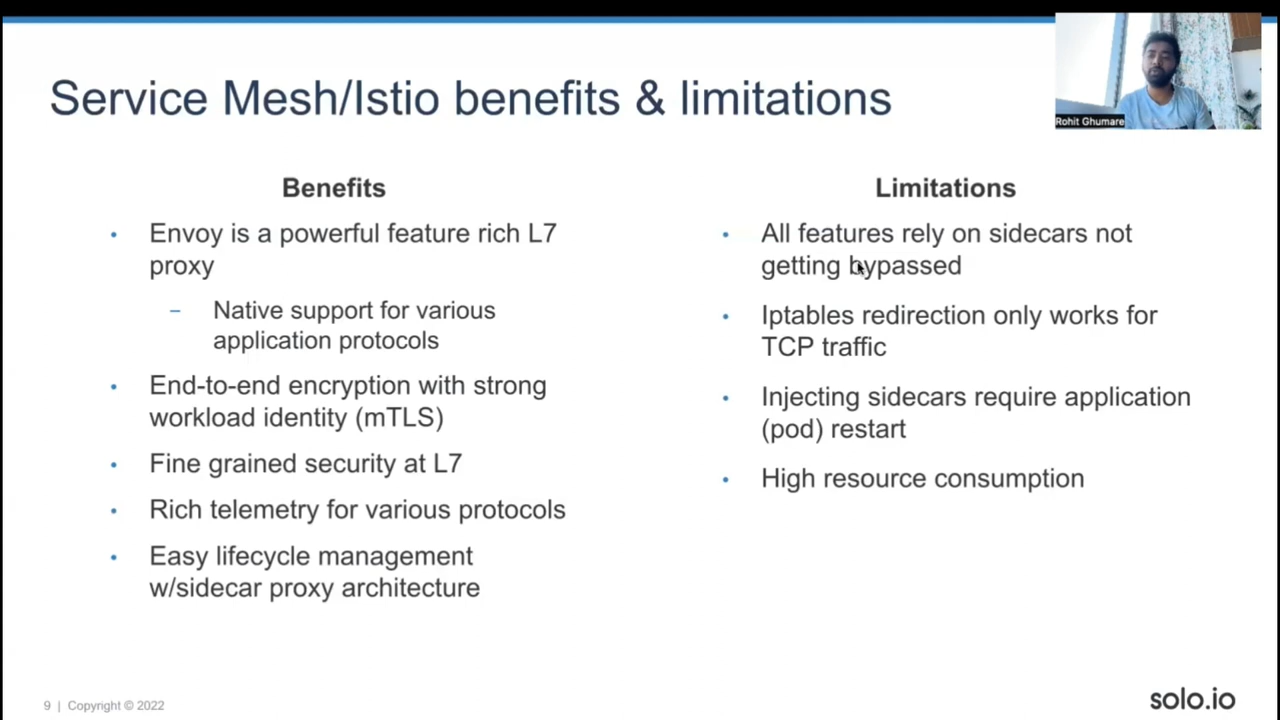 Service Mesh/Istio benefits & limitations
Rohit Ghumare
Benefits
• Envoy is a powerful feature rich L7
proxy
– Native support for various
application protocols
• End-to-end encryption with strong
workload identity (mTLS)
• Fine grained security at L7
• Rich telemetry for various protocols
• Easy lifecycle management
w/sidecar proxy architecture
Limitations
• All features rely on sidecars not
getting bypassed
• Iptables redirection only works for
TCP traffic
• Injecting sidecars require application
(pod) restart
• High resource consumption
9 | Copyright © 2022
solo.io